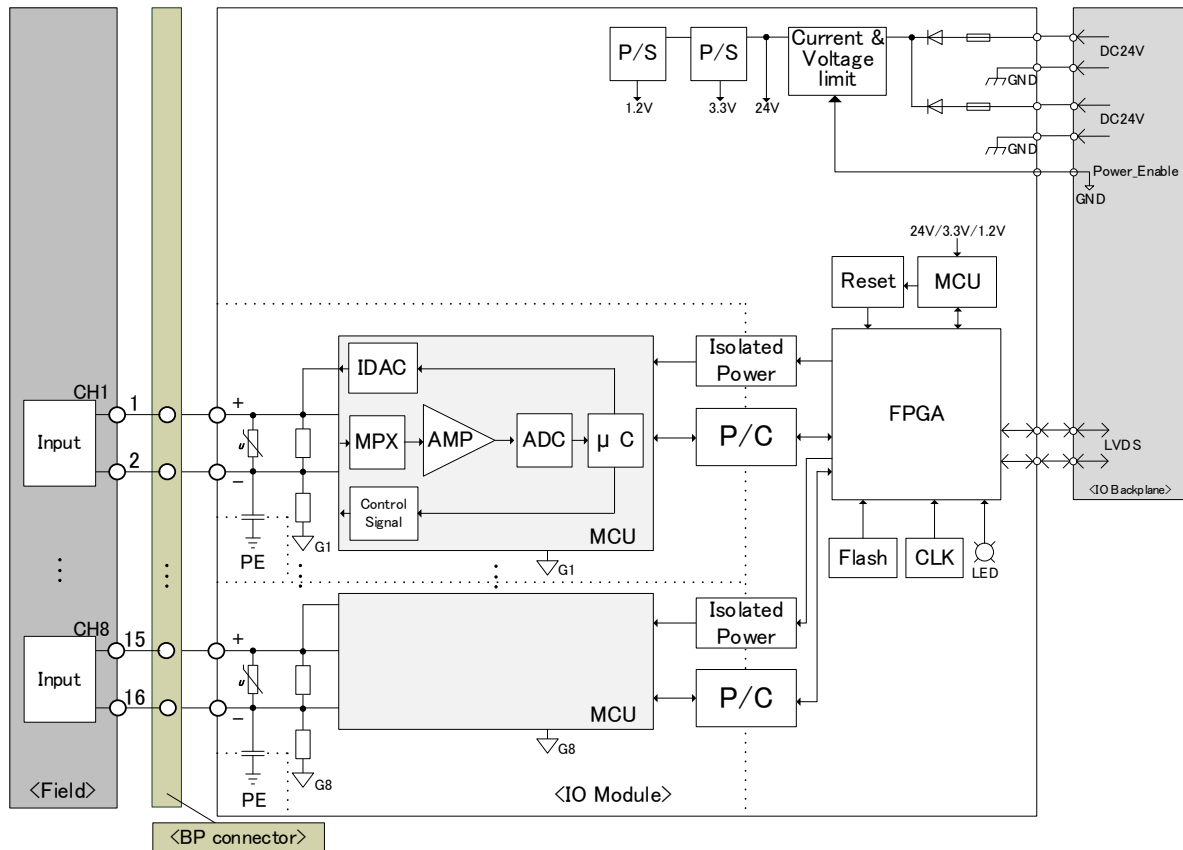 P/S
P/S
Current &
Voltage
limit
DC24V
GND
DC24V
GND
1.2V
3.3V
24V
Power_Enable
GND
24V/3.3V/1.2V
Reset
MCU
IDAC
Isolated
Power
FPGA
CH1
1
+
Input
MPX
AMP
ADC
μ C
P/C
LVDS
2
−
Control
Signal
<IO Backplane>
MCU
PE
G1
G1
Flash
CLK
LED
Isolated
Power
CH8
15
+
Input
P/C
16
−
MCU
G8
PE
G8
<Field>
<IO Module>
<BP connector>